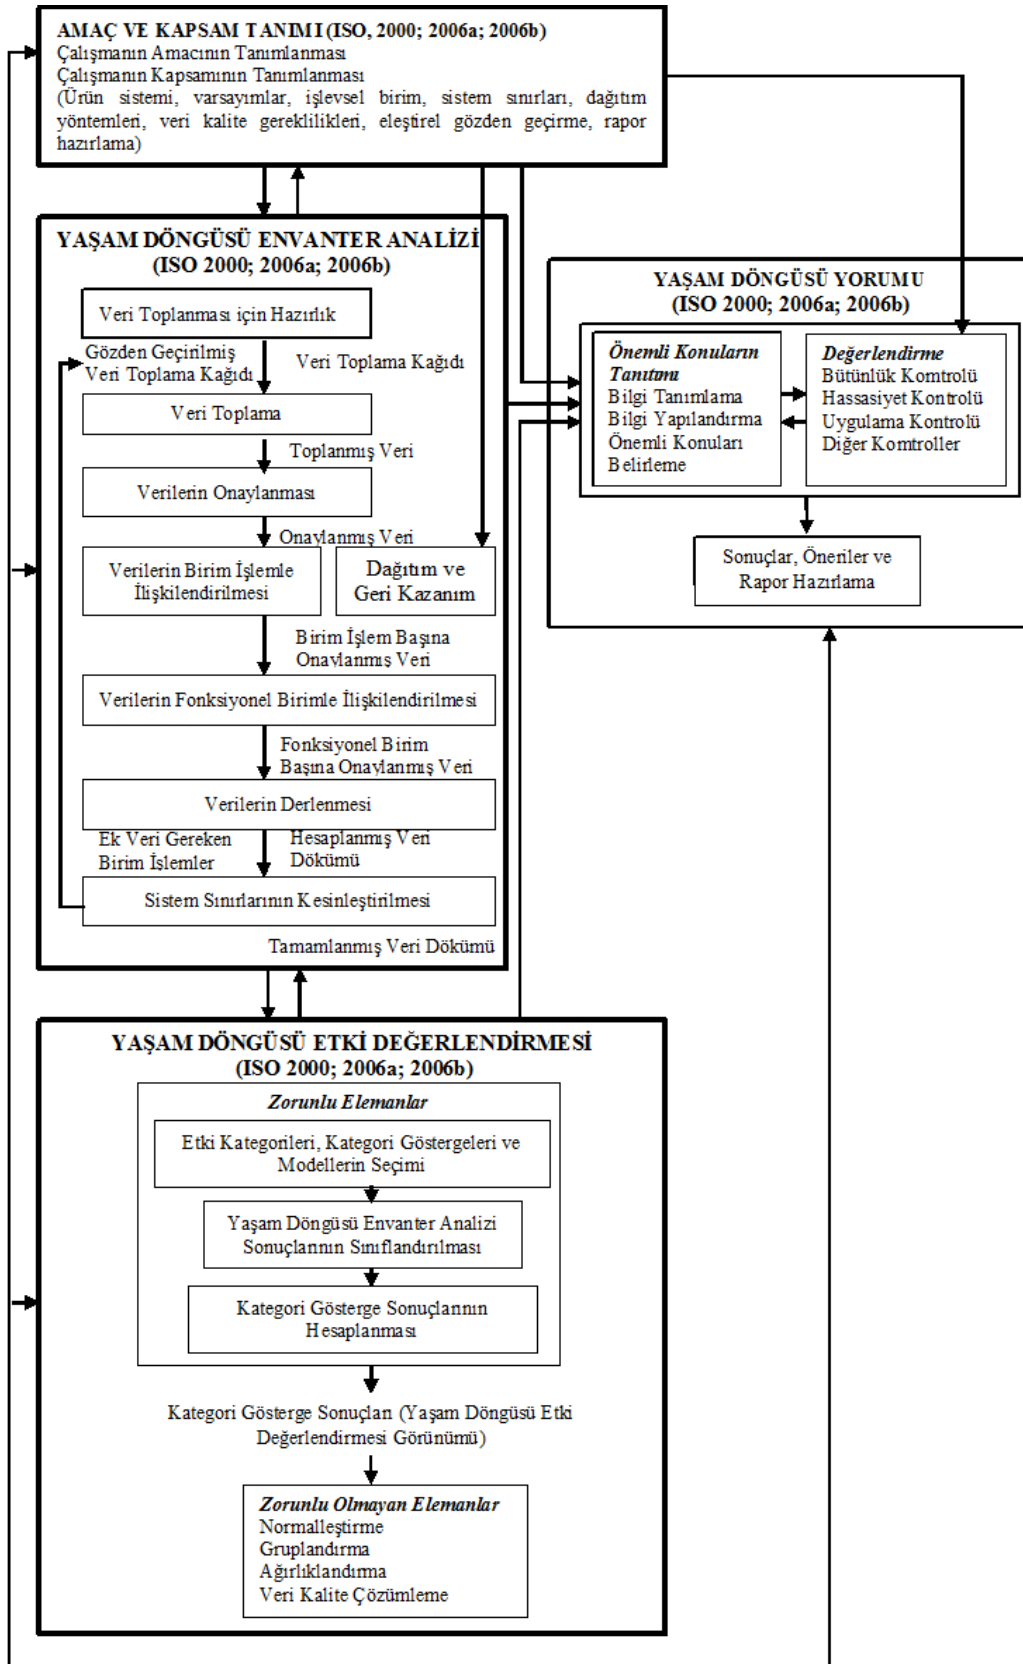 AMAÇ VE KAPSAM TANIMI (ISO, 2000; 2006a; 2006b)
Çalışmanın Amacının Tanımlanması
Çalışmanın Kapsamının Tanımlanması
(Ürün sistemi, varsayımlar, işlevsel birim, sistem sınırları, dağıtım
yöntemleri, veri kalite gereklilikleri, eleştirel gözden geçirme, rapor
hazırlama)
YAŞAM DÖNGÜSÜ ENVANTER ANALİZİ
(ISO 2000; 2006a; 2006b)
Veri Toplanması için Hazırlık
Gözden Geçirilmiş
Veri Toplama Kağıdı
Veri Toplama Kağıdı
Veri Toplama
Toplanmış Veri
Verilerin Onaylanması
Onaylanmış Veri
Verilerin Birim İşlemle
İlişkilendirilmesi
Dağıtım ve
Geri Kazanım
Birim İşlem Başına
Onaylanmış Veri
Verilerin Fonksiyonel Birimle İlişkilendirilmesi
Fonksiyonel Birim
Başına Onaylanmış Veri
Verilerin Derlenmesi
Ek Veri Gereken
Birim İşlemler
Hesaplanmış Veri
Dökümü
Sistem Sınırlarının Kesinleştirilmesi
Tamamlanmış Veri Dökümü
YAŞAM DÖNGÜSÜ YORUMU
(ISO 2000; 2006a; 2006b)
Önemli Konuların
Tanıtımı
Bilgi Tanımlama
Bilgi Yapılandırma
Önemli Konuları
Belirleme
Değerlendirme
Bütünlük Komtrolü
Hassasiyet Kontrolü
Uygulama Kontrolü
Diğer Komtroller
Sonuçlar, Öneriler ve
Rapor Hazırlama
YAŞAM DÖNGÜSÜ ETKİ DEĞERLENDİRMESİ
(ISO 2000; 2006a; 2006b)
Zorunlu Elemanlar
Etki Kategorileri, Kategori Göstergeleri ve
Modellerin Seçimi
Yaşam Döngüsü Envanter Analizi
Sonuçlarının Sınıflandırılması
Kategori Gösterge Sonuçlarının
Hesaplanması
Kategori Gösterge Sonuçları (Yaşam Döngüsü Etki
Değerlendirmesi Görünümü)
Zorunlu Olmayan Elemanlar
Normalleştirme
Gruplandırma
Ağırlıklandırma
Veri Kalite Çözümleme